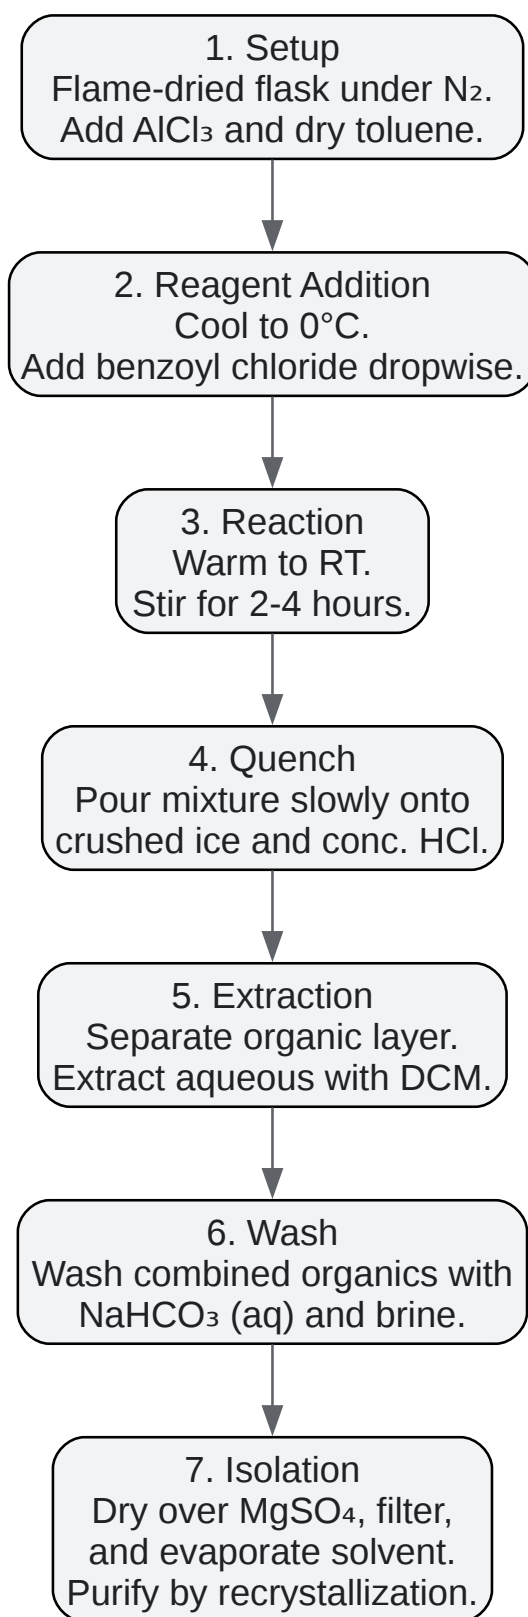 1. Setup
Flame-dried flask under N₂.
Add AlCl₃ and dry toluene.
2. Reagent Addition
Cool to 0°C.
Add benzoyl chloride dropwise.
3. Reaction
Warm to RT.
Stir for 2-4 hours.
4. Quench
Pour mixture slowly onto
crushed ice and conc. HCl.
5. Extraction
Separate organic layer.
Extract aqueous with DCM.
6. Wash
Wash combined organics with
NaHCO₃ (aq) and brine.
7. Isolation
Dry over MgSO₄, filter,
and evaporate solvent.
Purify by recrystallization.